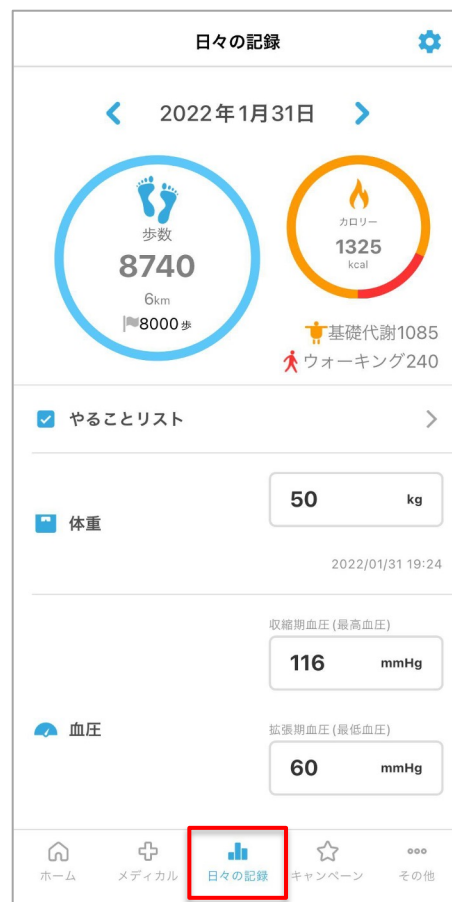 日々の記録
2022年1月31日
歩数
8740
6km
8000 歩
カロリー
1325
kcal
基礎代謝1085
ウォーキング240
やることリスト
体重
50 kg
2022/01/31 19:24
血圧
収縮期血圧 (最高血圧)
116 mmHg
拡張期血圧 (最低血圧)
60 mmHg
ホーム メディカル 日々の記録 キャンペーン その他